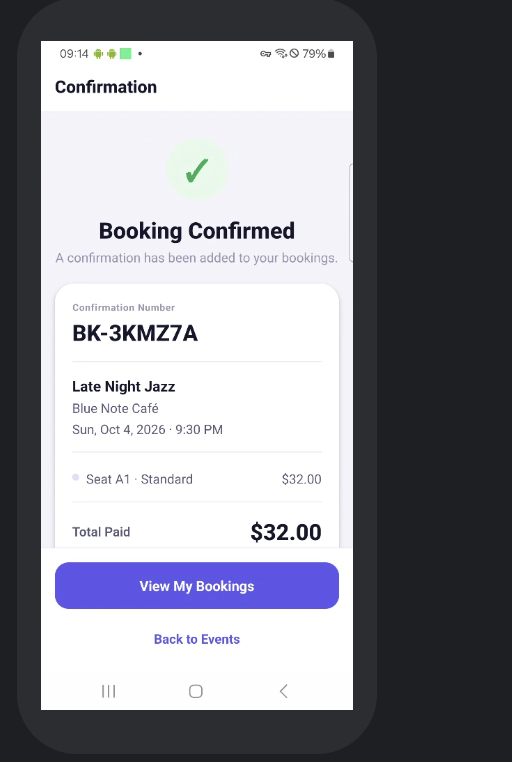 09:14 79%
Confirmation
✓
Booking Confirmed
A confirmation has been added to your bookings.
Confirmation Number
BK-3KMZ7A
Late Night Jazz
Blue Note Café
Sun, Oct 4, 2026 · 9:30 PM
Seat A1 · Standard $32.00
Total Paid $32.00
View My Bookings
Back to Events